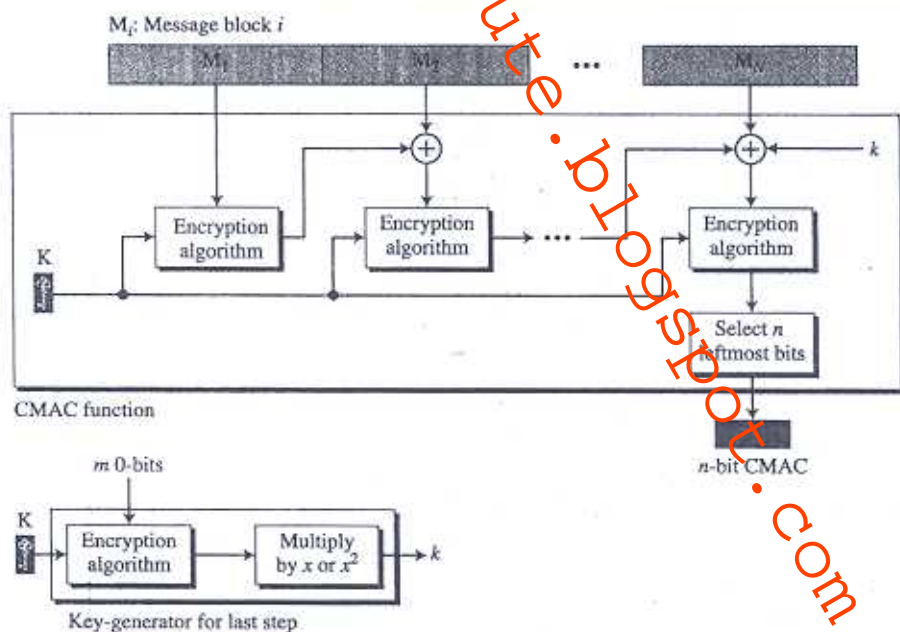 Mᵢ: Message block i
M₁
M₂
...
M_N
k
Encryption algorithm
Encryption algorithm
...
Encryption algorithm
K
Select n leftmost bits
CMAC function
n-bit CMAC
m 0-bits
K
Encryption algorithm
Multiply by x or x²
k
Key-generator for last step
ute.blogspot.com